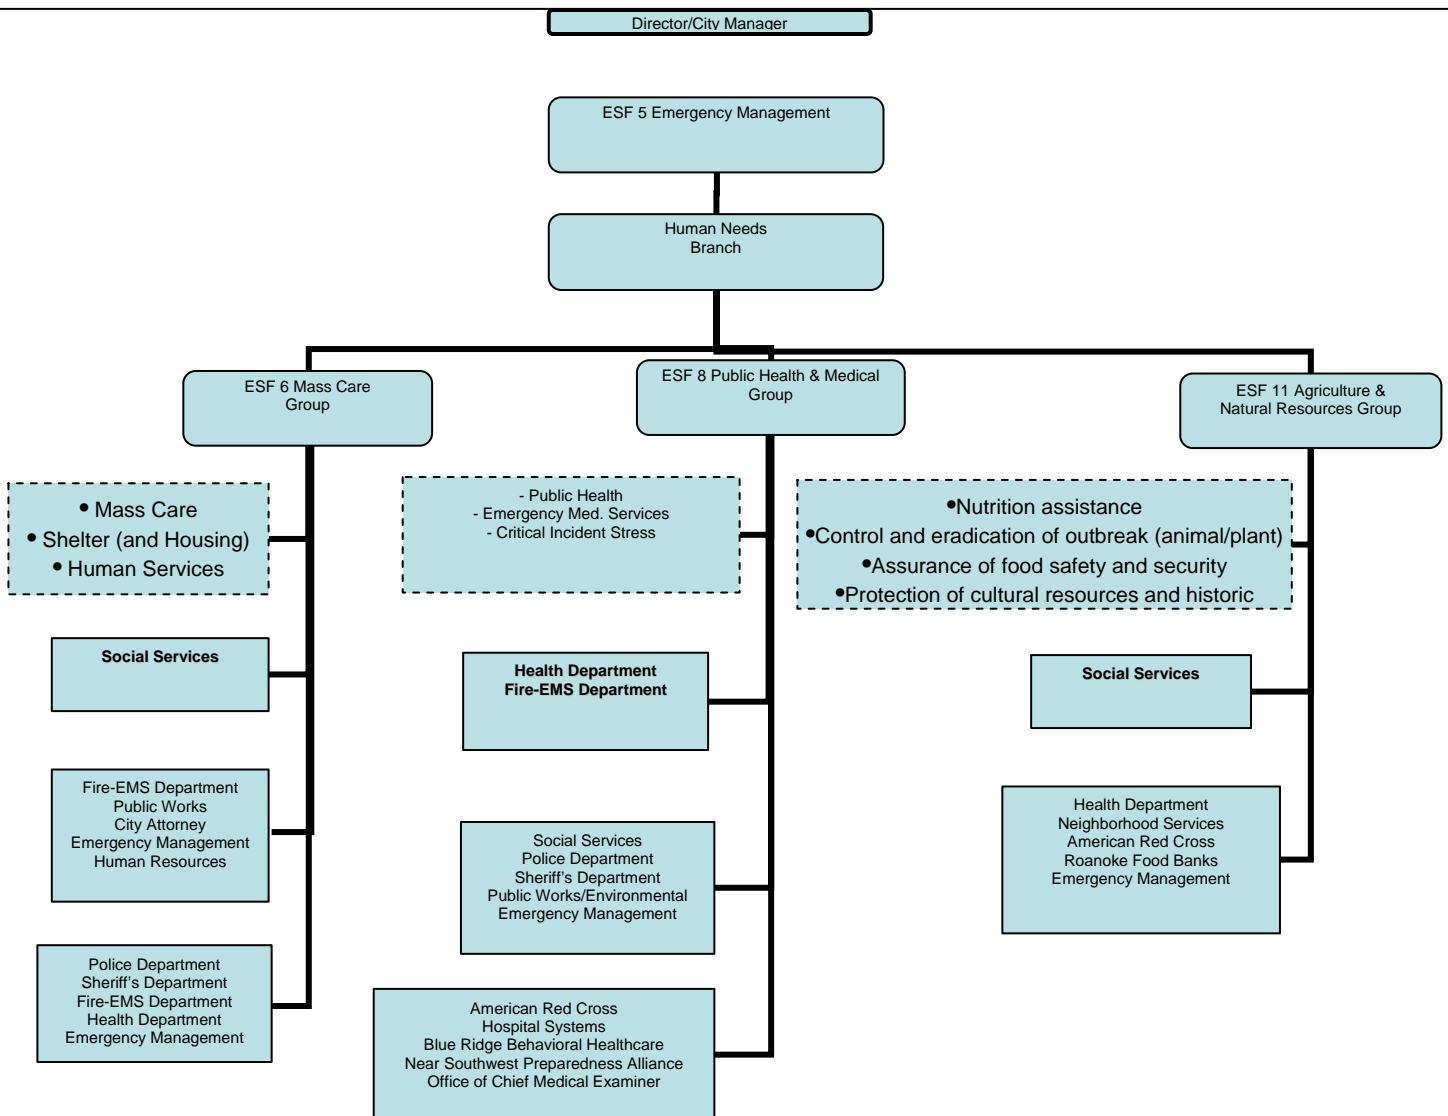 Director/City Manager
ESF 5 Emergency Management
Human Needs
Branch
ESF 6 Mass Care
Group
ESF 8 Public Health & Medical
Group
ESF 11 Agriculture &
Natural Resources Group
• Mass Care
• Shelter (and Housing)
• Human Services
- Public Health
- Emergency Med. Services
- Critical Incident Stress
•Nutrition assistance
•Control and eradication of outbreak (animal/plant)
•Assurance of food safety and security
•Protection of cultural resources and historic
Social Services
Health Department
Fire-EMS Department
Social Services
Fire-EMS Department
Public Works
City Attorney
Emergency Management
Human Resources
Social Services
Police Department
Sheriff's Department
Public Works/Environmental
Emergency Management
Health Department
Neighborhood Services
American Red Cross
Roanoke Food Banks
Emergency Management
Police Department
Sheriff's Department
Fire-EMS Department
Health Department
Emergency Management
American Red Cross
Hospital Systems
Blue Ridge Behavioral Healthcare
Near Southwest Preparedness Alliance
Office of Chief Medical Examiner